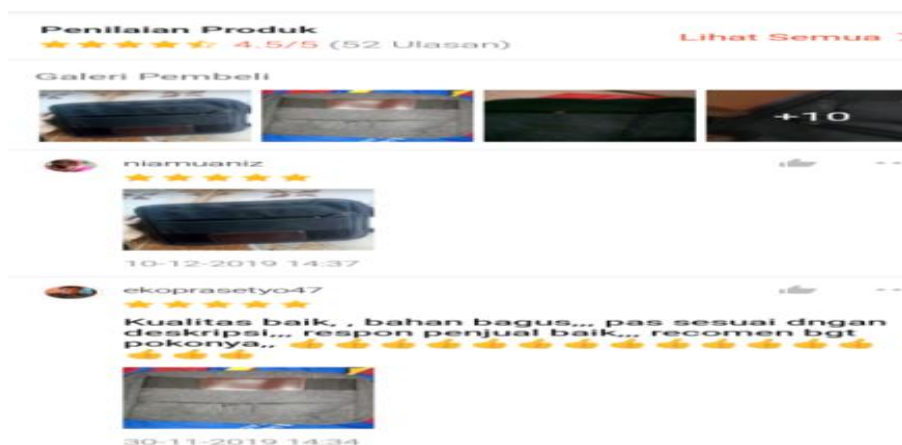 Penilaian Produk
4.5/5 (52 Ulasan)
Lihat Semua
Galeri Pembeli
+10
niamuaniz
10-12-2019 14:37
ekoprasetyo47
Kualitas baik, , bahan bagus,,, pas sesuai dngan
deskripsi,,, respon penjual baik,,, recomen bgt
pokonya,,
30-11-2019 14:34